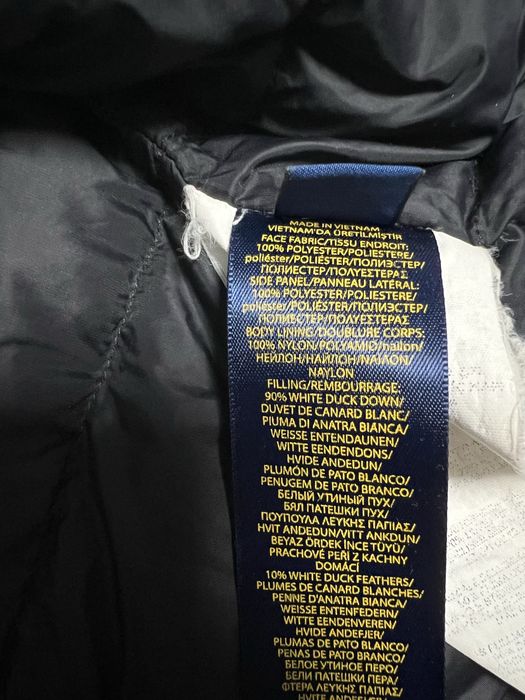 MADE IN VIETNAM
VIETNAM'DA ÜRETİLMİŞTİR
FACE FABRIC/TISSU ENDROIT:
100% POLYESTER/POLIESTERE/
poliéster/POLIÉSTER/ПОЛИЭСТЕР/
ПОЛИЕСТЕР/ΠΟΛΥΕΣΤΕΡΑΣ
SIDE PANEL/PANNEAU LATÉRAL:
100% POLYESTER/POLIESTERE/
poliéster/POLIÉSTER/ПОЛИЭСТЕР/
ПОЛИЕСТЕР/ΠΟΛΥΕΣΤΕΡΑΣ
BODY LINING/DOUBLURE CORPS:
100% NYLON/POLYAMID/nailon/
НЕЙЛОН/НАЙЛОН/ΝΑΪΛΟΝ/
NAYLON
FILLING/REMBOURRAGE:
90% WHITE DUCK DOWN/
DUVET DE CANARD BLANC/
PIUMA DI ANATRA BIANCA/
WEISSE ENTENDAUNEN/
WITTE EENDENDONS/
HVIDE ANDEDUN/
PLUMÓN DE PATO BLANCO/
PENUGEM DE PATO BRANCO/
БЕЛЫЙ УТИНЫЙ ПУХ/
БЯЛ ПАТЕШКИ ПУХ/
ΠΟΥΠΟΥΛΑ ΛΕΥΚΗΣ ΠΑΠΙΑΣ/
HVIT ANDEDUN/VITT ANKDUN/
BEYAZ ÖRDEK İNCE TÜYÜ/
PRACHOVÉ PEŘÍ Z KACHNY
DOMÁCÍ
10% WHITE DUCK FEATHERS/
PLUMES DE CANARD BLANCHES/
PENNE D'ANATRA BIANCA/
WEISSE ENTENFEDERN/
WITTE EENDENVEREN/
HVIDE ANDEFJER/
PLUMAS DE PATO BLANCO/
PENAS DE PATO BRANCO/
БЕЛОЕ УТИНОЕ ПЕРО/
БЕЛИ ПАТЕШКИ ПЕРА/
ΦΤΕΡΑ ΛΕΥΚΗΣ ΠΑΠΙΑΣ/